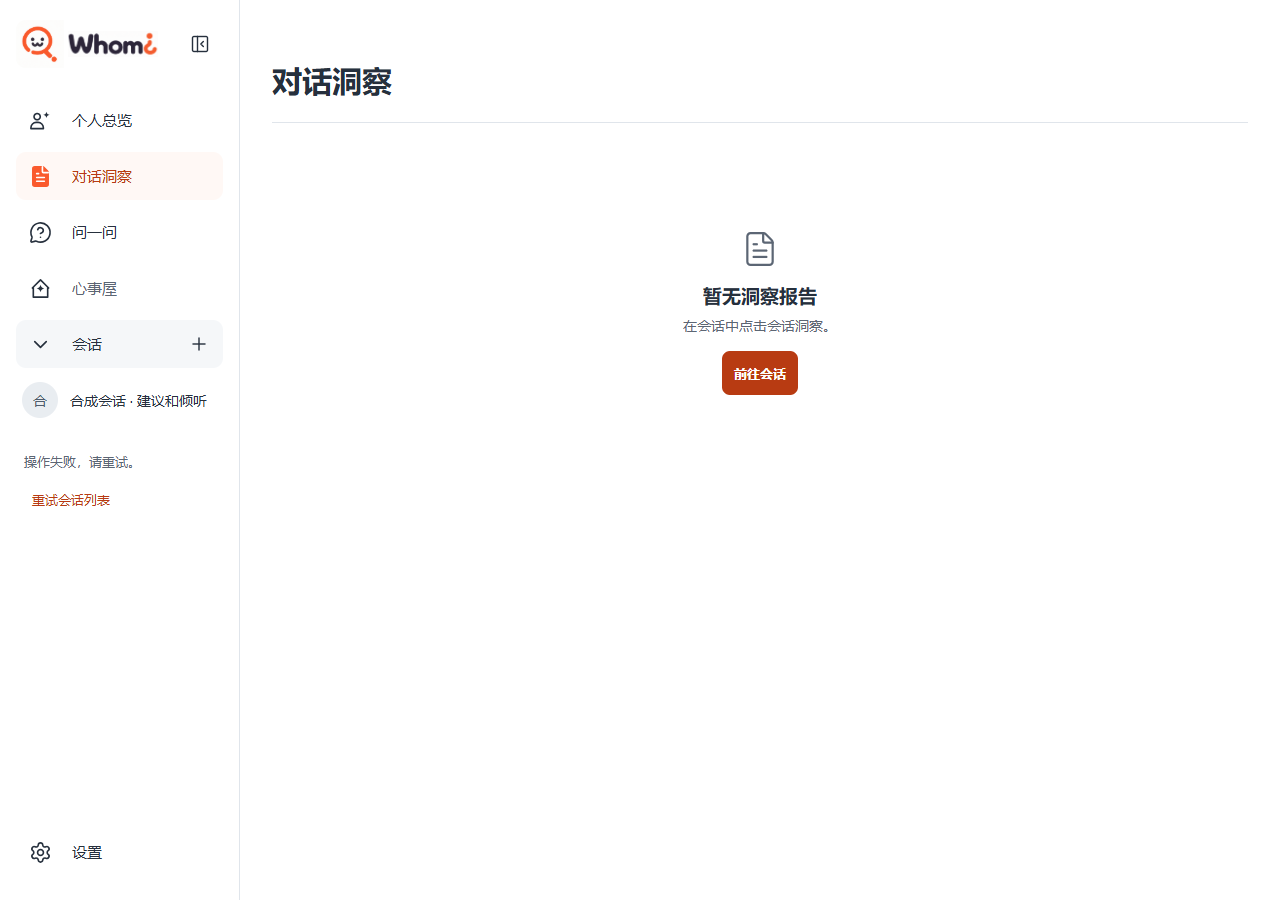 Whomi
个人总览
对话洞察
问一问
心事屋
会话
合
合成会话 · 建议和倾听
操作失败，请重试。
重试会话列表
设置
对话洞察
暂无洞察报告
在会话中点击会话洞察。
前往会话